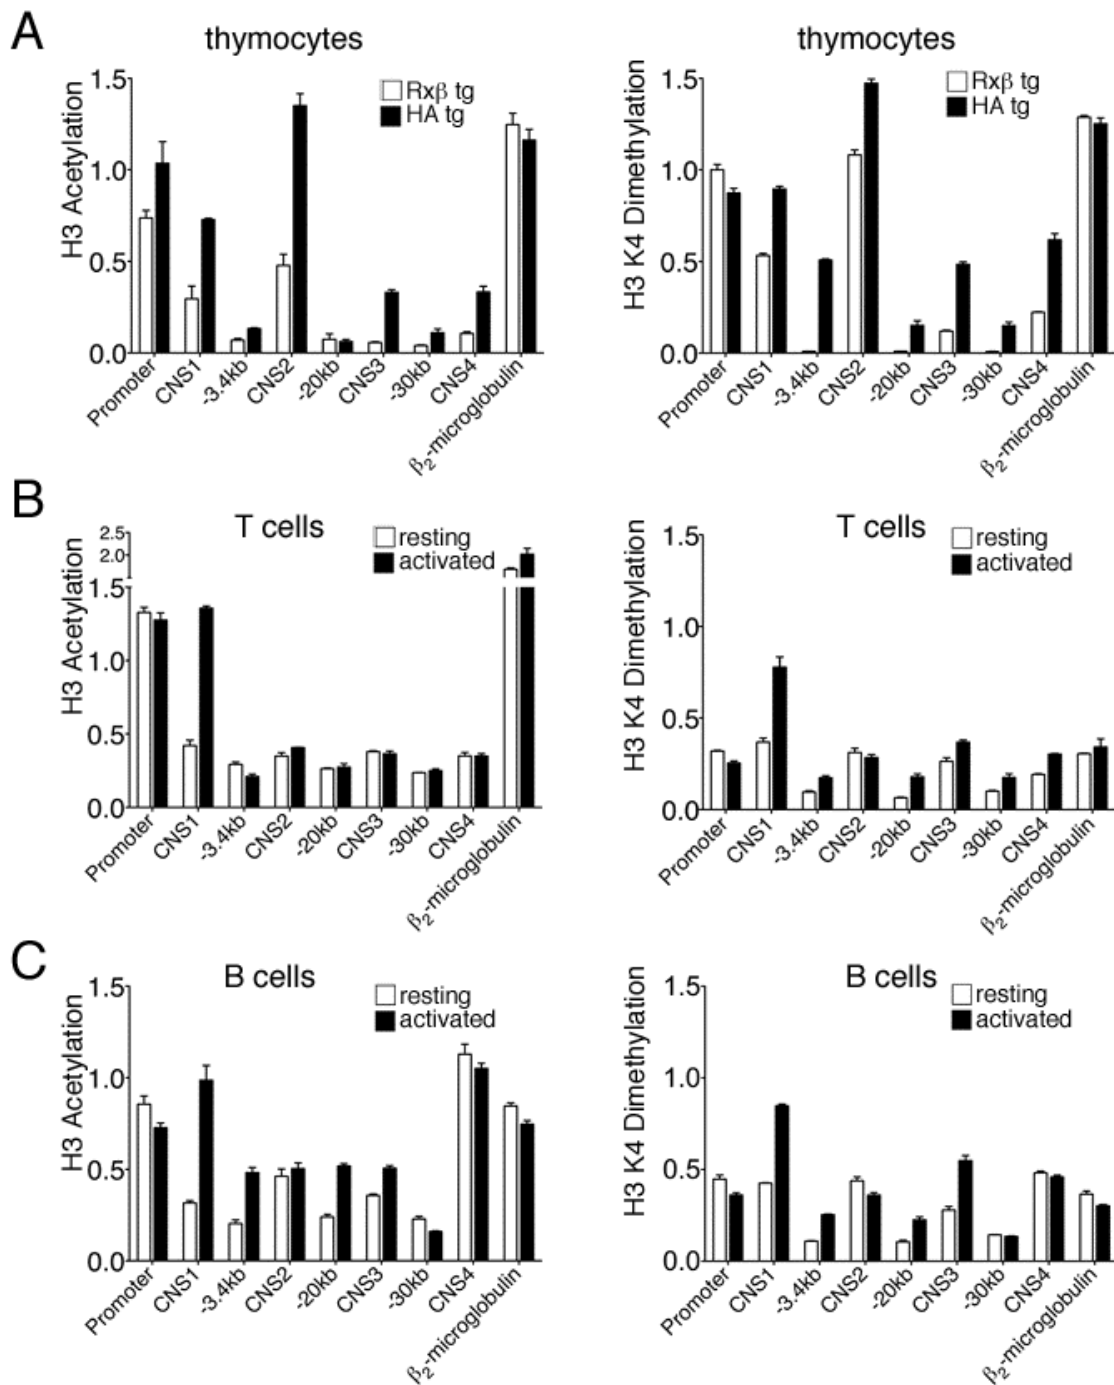 A
thymocytes
H3 Acetylation
1.5
1.0
0.5
0.0
Rxβ tg
HA tg
Promoter
CNS1
-3.4kb
CNS2
-20kb
CNS3
-30kb
CNS4
β2-microglobulin
thymocytes
H3 K4 Dimethylation
1.5
1.0
0.5
0.0
Rxβ tg
HA tg
Promoter
CNS1
-3.4kb
CNS2
-20kb
CNS3
-30kb
CNS4
β2-microglobulin
B
T cells
H3 Acetylation
2.5
2.0
1.5
1.0
0.5
0.0
resting
activated
Promoter
CNS1
-3.4kb
CNS2
-20kb
CNS3
-30kb
CNS4
β2-microglobulin
T cells
H3 K4 Dimethylation
1.5
1.0
0.5
0.0
resting
activated
Promoter
CNS1
-3.4kb
CNS2
-20kb
CNS3
-30kb
CNS4
β2-microglobulin
C
B cells
H3 Acetylation
1.5
1.0
0.5
0.0
resting
activated
Promoter
CNS1
-3.4kb
CNS2
-20kb
CNS3
-30kb
CNS4
β2-microglobulin
B cells
H3 K4 Dimethylation
1.5
1.0
0.5
0.0
resting
activated
Promoter
CNS1
-3.4kb
CNS2
-20kb
CNS3
-30kb
CNS4
β2-microglobulin